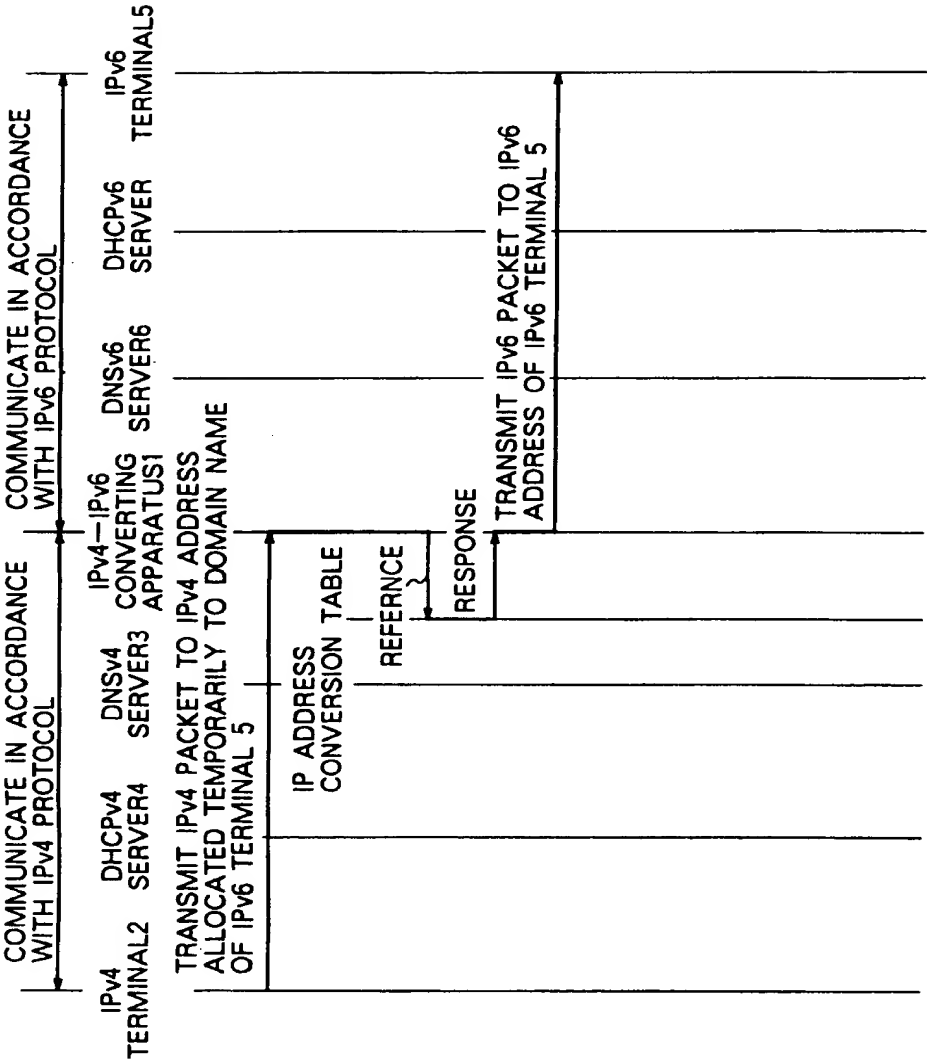 COMMUNICATE IN ACCORDANCE
WITH IPv4 PROTOCOL
COMMUNICATE IN ACCORDANCE
WITH IPv6 PROTOCOL
IPv4
TERMINAL2
DHCPv4
SERVER4
DNSv4
SERVER3
IPv4–IPv6
CONVERTING
APPARATUS1
DNSv6
SERVER6
DHCPv6
SERVER
IPv6
TERMINAL5
TRANSMIT IPv4 PACKET TO IPv4 ADDRESS
ALLOCATED TEMPORARILY TO DOMAIN NAME
OF IPv6 TERMINAL 5
IP ADDRESS
CONVERSION TABLE
REFERNCE
RESPONSE
TRANSMIT IPv6 PACKET TO IPv6
ADDRESS OF IPv6 TERMINAL 5